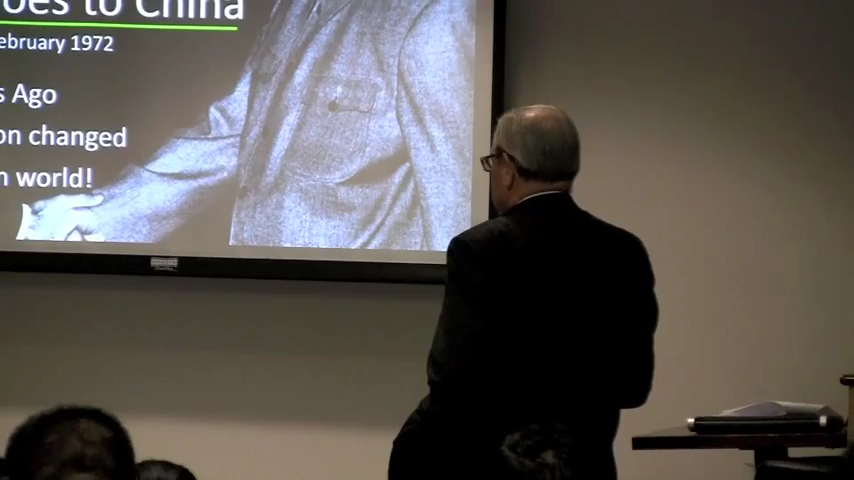 oes to China
ebruary 1972
s Ago
on changed
n world!